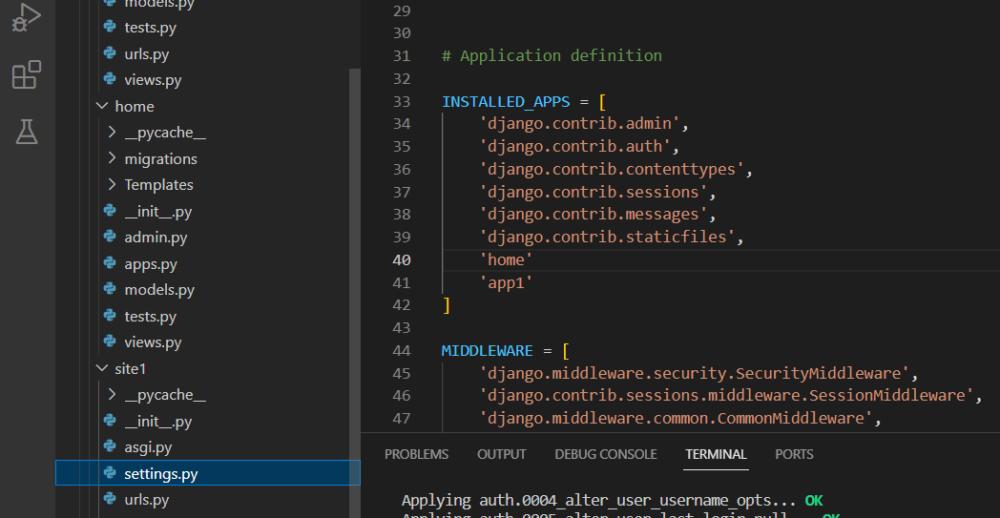 models.py
tests.py
urls.py
views.py
home
__pycache__
migrations
Templates
__init__.py
admin.py
apps.py
models.py
tests.py
views.py
site1
__pycache__
__init__.py
asgi.py
settings.py
urls.py
29
30
31 # Application definition
32
33 INSTALLED_APPS = [
34 'django.contrib.admin',
35 'django.contrib.auth',
36 'django.contrib.contenttypes',
37 'django.contrib.sessions',
38 'django.contrib.messages',
39 'django.contrib.staticfiles',
40 'home'
41 'app1'
42 ]
43
44 MIDDLEWARE = [
45 'django.middleware.security.SecurityMiddleware',
46 'django.contrib.sessions.middleware.SessionMiddleware',
47 'django.middleware.common.CommonMiddleware',
PROBLEMS OUTPUT DEBUG CONSOLE TERMINAL PORTS
Applying auth.0004_alter_user_username_opts... OK
Applying auth.0005_alter_user_last_login_null... OK